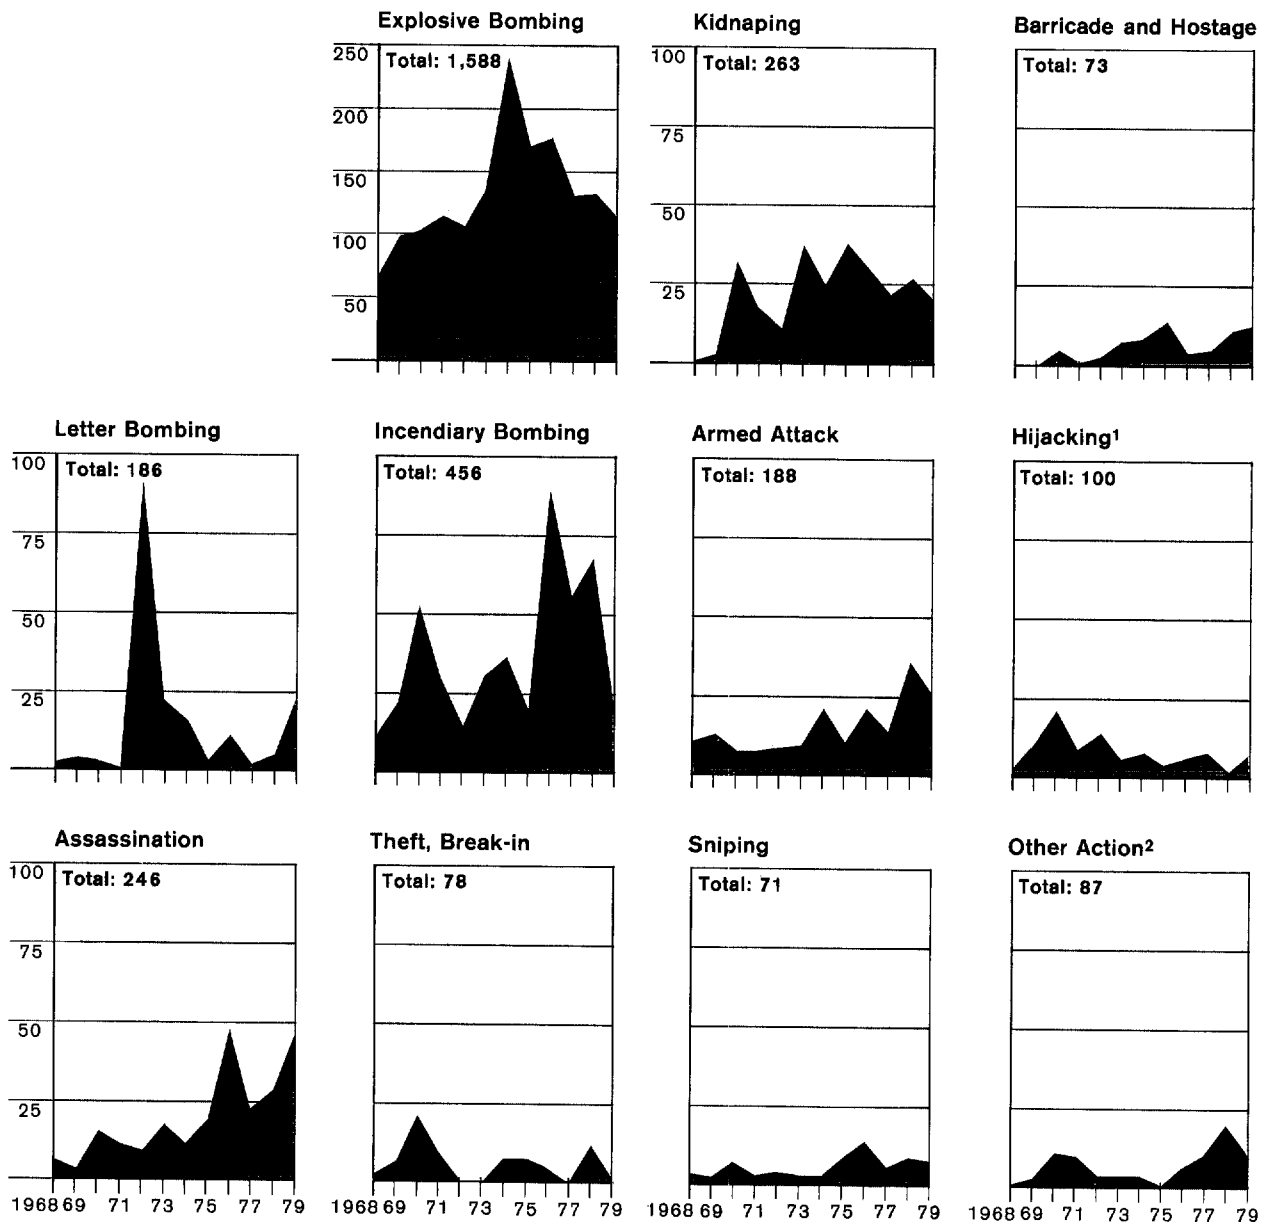 Explosive Bombing
250
Total: 1,588
200
150
100
50
Kidnaping
100
Total: 263
75
50
25
Barricade and Hostage
Total: 73
Letter Bombing
100
Total: 186
75
50
25
Incendiary Bombing
Total: 456
Armed Attack
Total: 188
Hijacking¹
Total: 100
Assassination
100
Total: 246
75
50
25
1968 69 71 73 75 77 79
Theft, Break-in
Total: 78
1968 69 71 73 75 77 79
Sniping
Total: 71
1968 69 71 73 75 77 79
Other Action²
Total: 87
1968 69 71 73 75 77 79